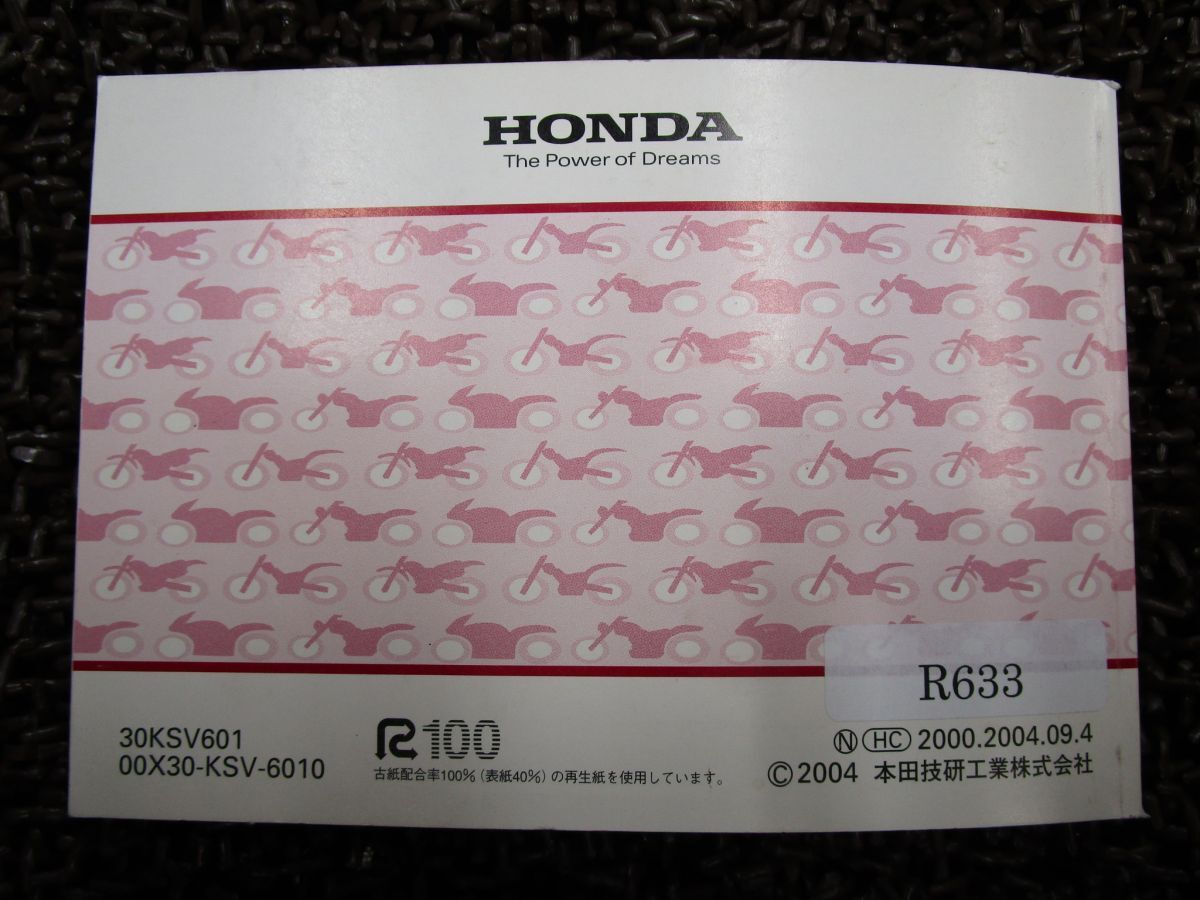 HONDA
The Power of Dreams
R633
30KSV601
00X30-KSV-6010
R100
古紙配合率100%(表紙40%)の再生紙を使用しています。
Ⓝ HC 2000.2004.09.4
© 2004 本田技研工業株式会社